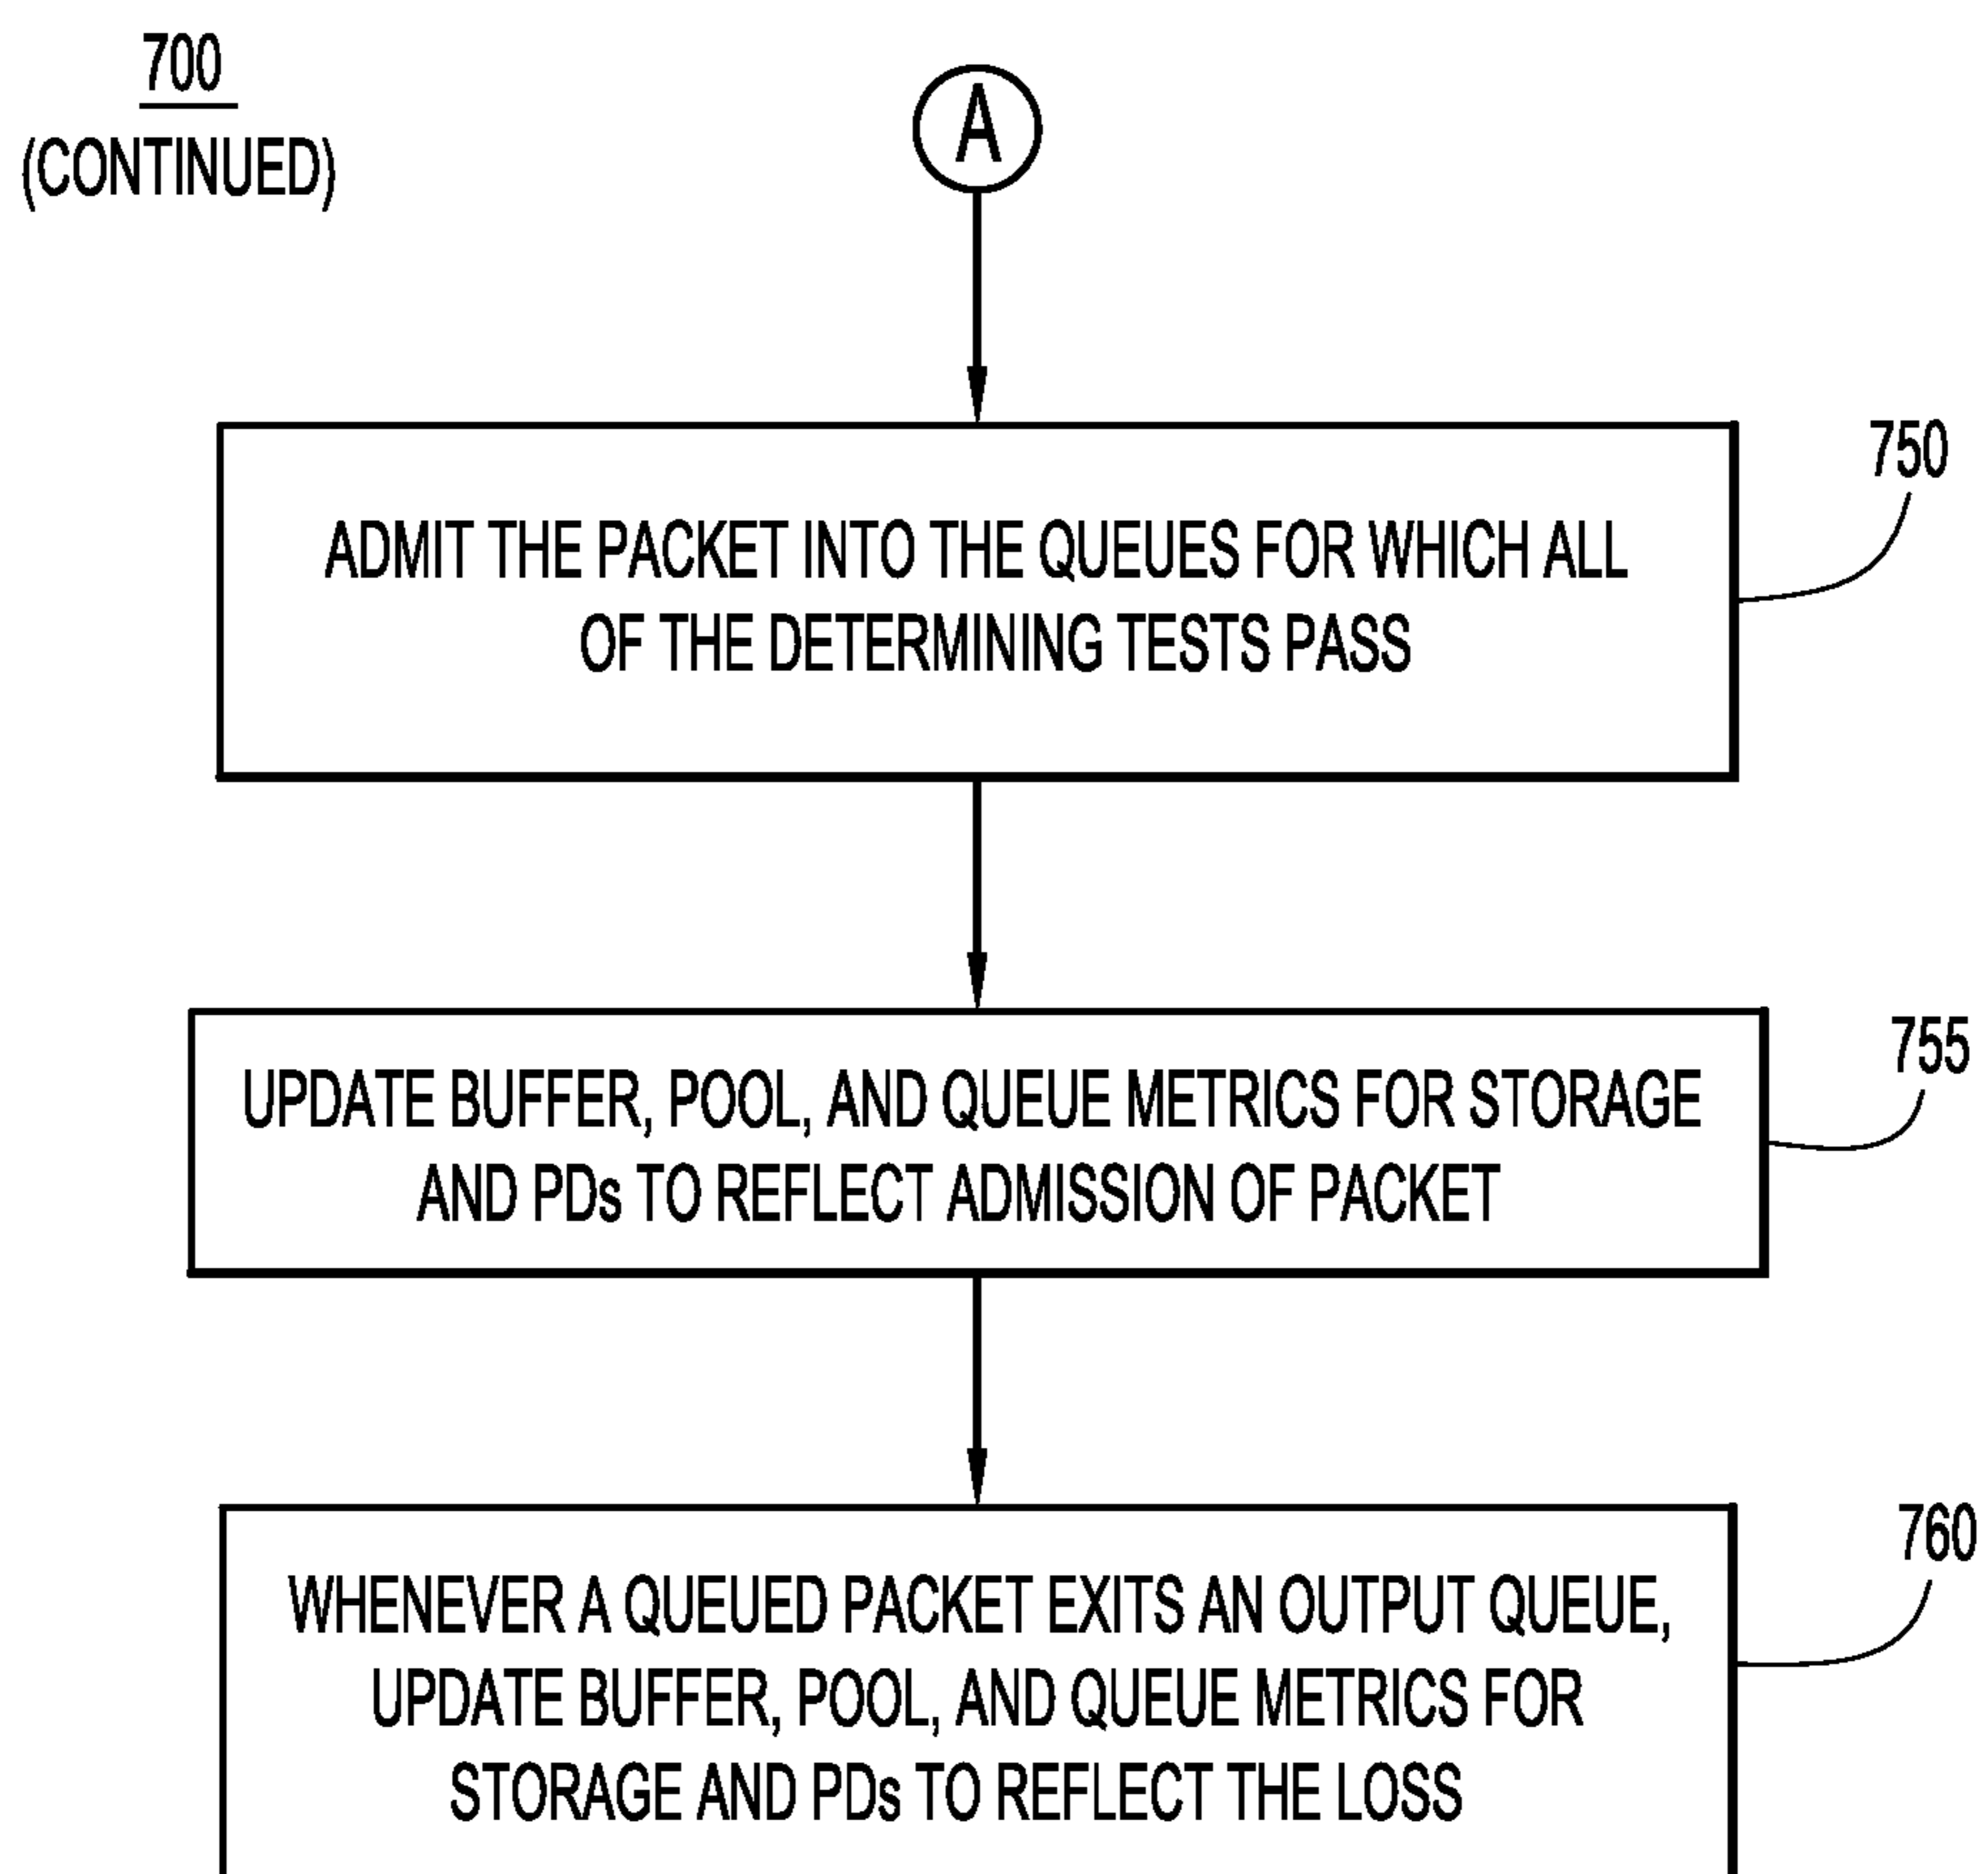 700
(CONTINUED)
A
750
ADMIT THE PACKET INTO THE QUEUES FOR WHICH ALL
OF THE DETERMINING TESTS PASS
755
UPDATE BUFFER, POOL, AND QUEUE METRICS FOR STORAGE
AND PDs TO REFLECT ADMISSION OF PACKET
760
WHENEVER A QUEUED PACKET EXITS AN OUTPUT QUEUE,
UPDATE BUFFER, POOL, AND QUEUE METRICS FOR
STORAGE AND PDs TO REFLECT THE LOSS